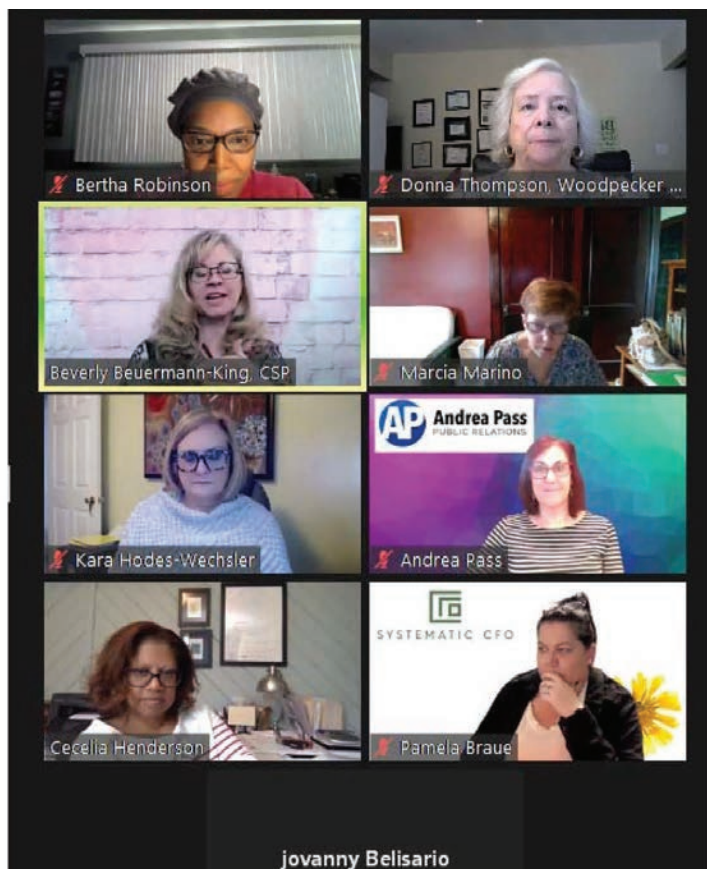 Bertha Robinson
Donna Thompson, Woodpecker ...
Beverly Beuermann-King, CSP
Marcia Marino
Kara Hodes-Wechsler
AP Andrea Pass
PUBLIC RELATIONS
Andrea Pass
Cecelia Henderson
SYSTEMATIC CFO
Pamela Braue
jovanny Belisario